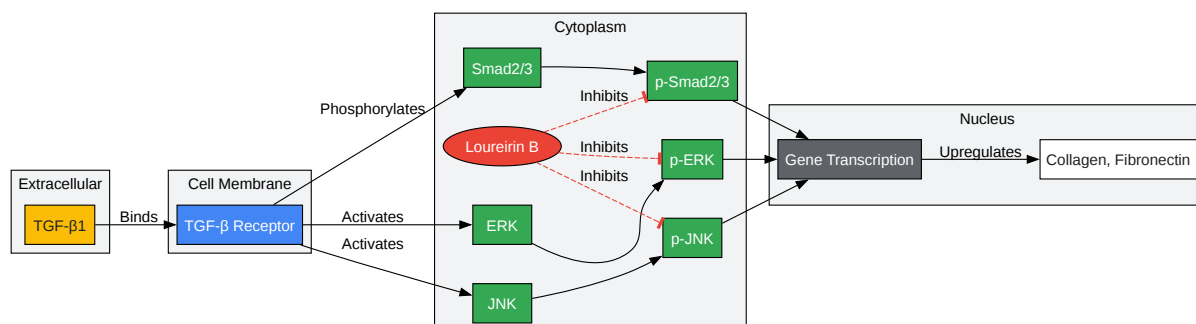 Extracellular
TGF-β1
Binds
Cell Membrane
TGF-β Receptor
Phosphorylates
Activates
Activates
Cytoplasm
Smad2/3
p-Smad2/3
Inhibits
Loureirin B
Inhibits
p-ERK
Inhibits
ERK
p-JNK
JNK
Nucleus
Gene Transcription
Upregulates
Collagen, Fibronectin